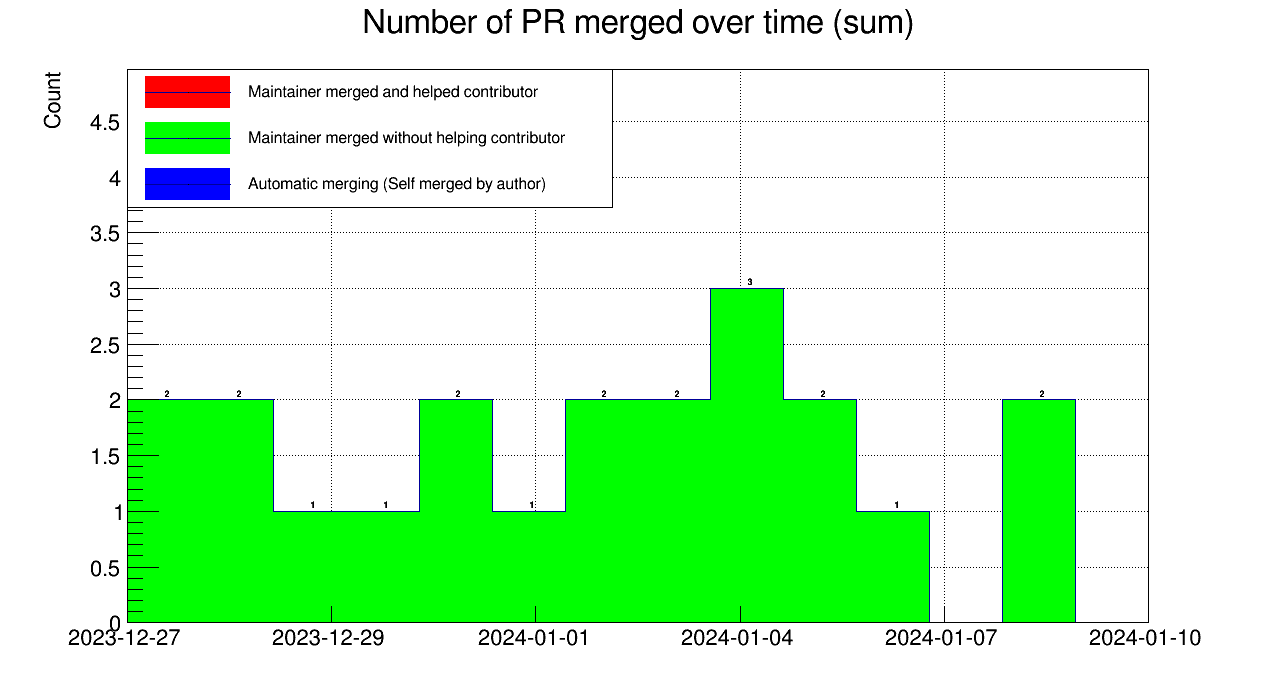 Number of PR merged over time (sum)
Count
Maintainer merged and helped contributor
Maintainer merged without helping contributor
Automatic merging (Self merged by author)
4.5
4
3.5
3
2.5
2
1.5
1
0.5
0
2 2 1 1 2 1 2 2 3 2 1 2
2023-12-27 2023-12-29 2024-01-01 2024-01-04 2024-01-07 2024-01-10